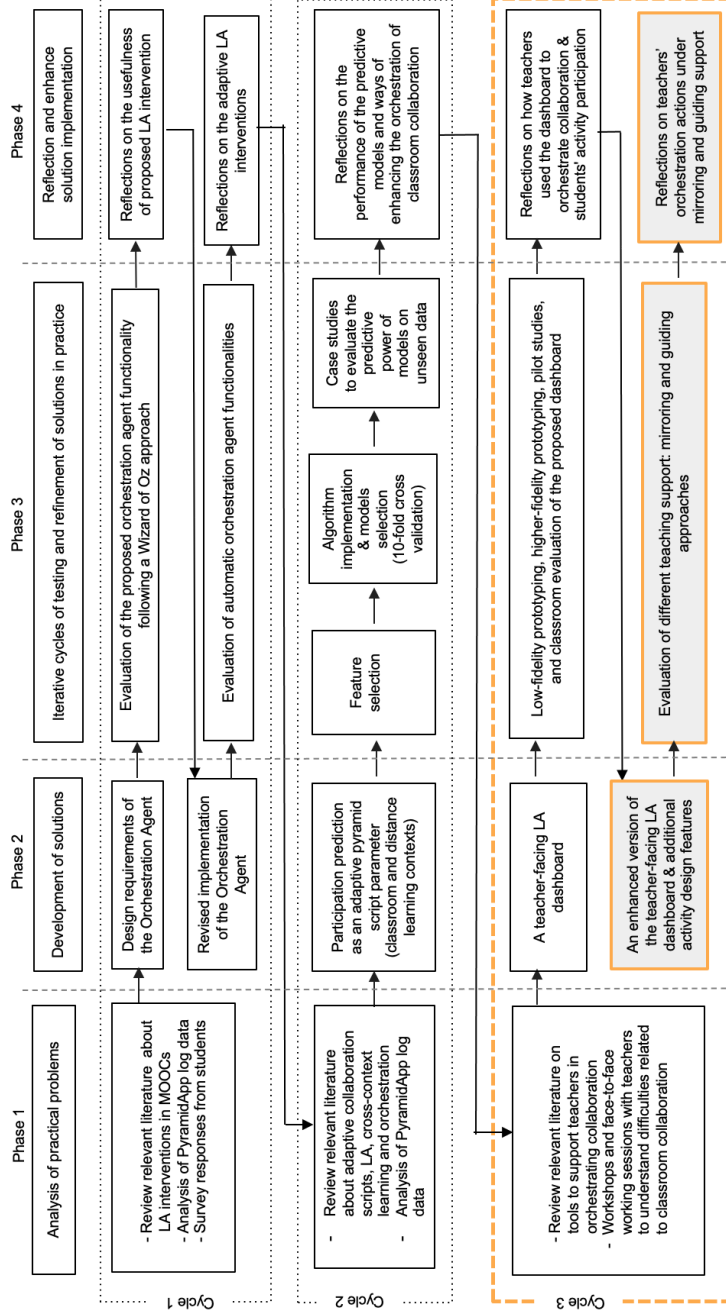 Phase 1
Phase 2
Phase 3
Phase 4
Analysis of practical problems
Development of solutions
Iterative cycles of testing and refinement of solutions in practice
Reflection and enhance
solution implementation
Cycle 1
- Review relevant literature about
LA interventions in MOOCs
- Analysis of PyramidApp log data
- Survey responses from students
Design requirements of
the Orchestration Agent
Evaluation of the proposed orchestration agent functionality
following a Wizard of Oz approach
Reflections on the usefulness
of proposed LA intervention
Revised implementation
of the Orchestration
Agent
Evaluation of automatic orchestration agent functionalities
Reflections on the adaptive LA
interventions
Cycle 2
- Review relevant literature
about adaptive collaboration
scripts, LA, cross-context
learning and orchestration
- Analysis of PyramidApp log
data
Participation prediction
as an adaptive pyramid
script parameter
(classroom and distance
learning contexts)
Feature
selection
Algorithm
implementation
& models
selection
(10-fold cross
validation)
Case studies
to evaluate the
predictive
power of
models on
unseen data
Reflections on the
performance of the predictive
models and ways of
enhancing the orchestration of
classroom collaboration
Cycle 3
- Review relevant literature on
tools to support teachers in
orchestrating collaboration
- Workshops and face-to-face
working sessions with teachers
to understand difficulties related
to classroom collaboration
A teacher-facing LA
dashboard
Low-fidelity prototyping, higher-fidelity prototyping, pilot studies,
and classroom evaluation of the proposed dashboard
Reflections on how teachers
used the dashboard to
orchestrate collaboration &
students' activity participation
An enhanced version of
the teacher-facing LA
dashboard & additional
activity design features
Evaluation of different teaching support: mirroring and guiding
approaches
Reflections on teachers'
orchestration actions under
mirroring and guiding support